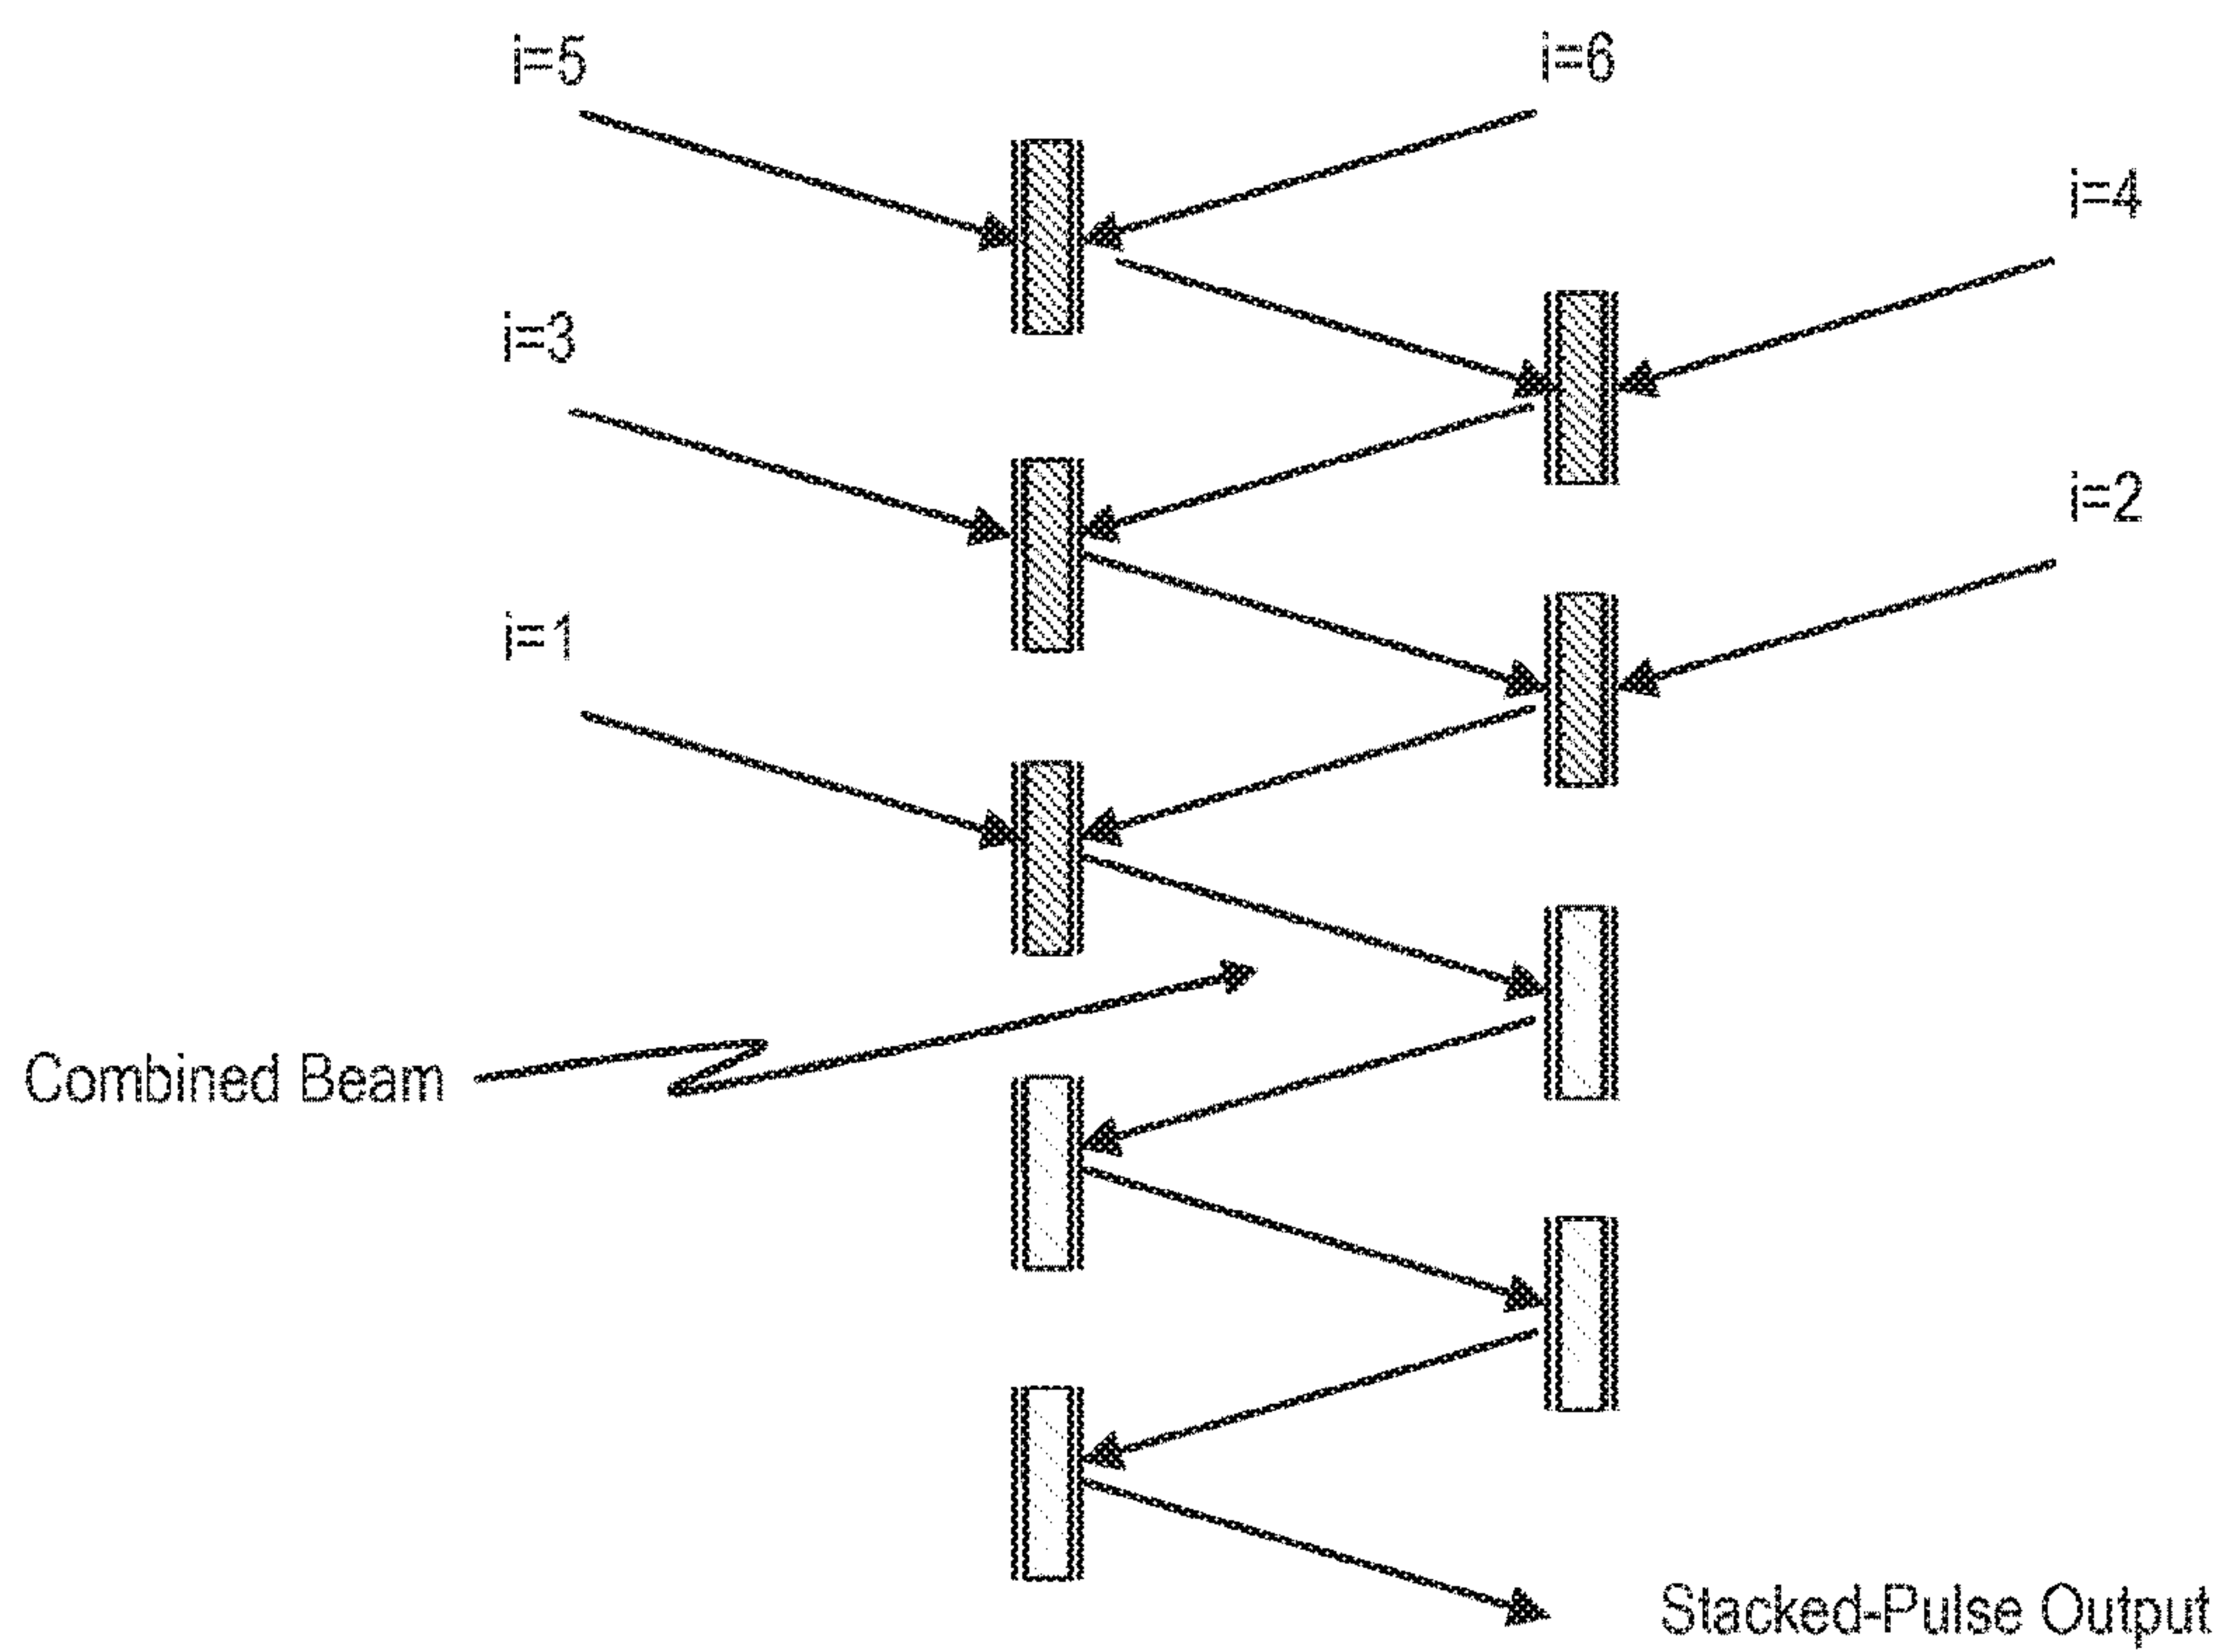 i=5
i=6
i=4
i=3
i=2
i=1
Combined Beam
Stacked-Pulse Output